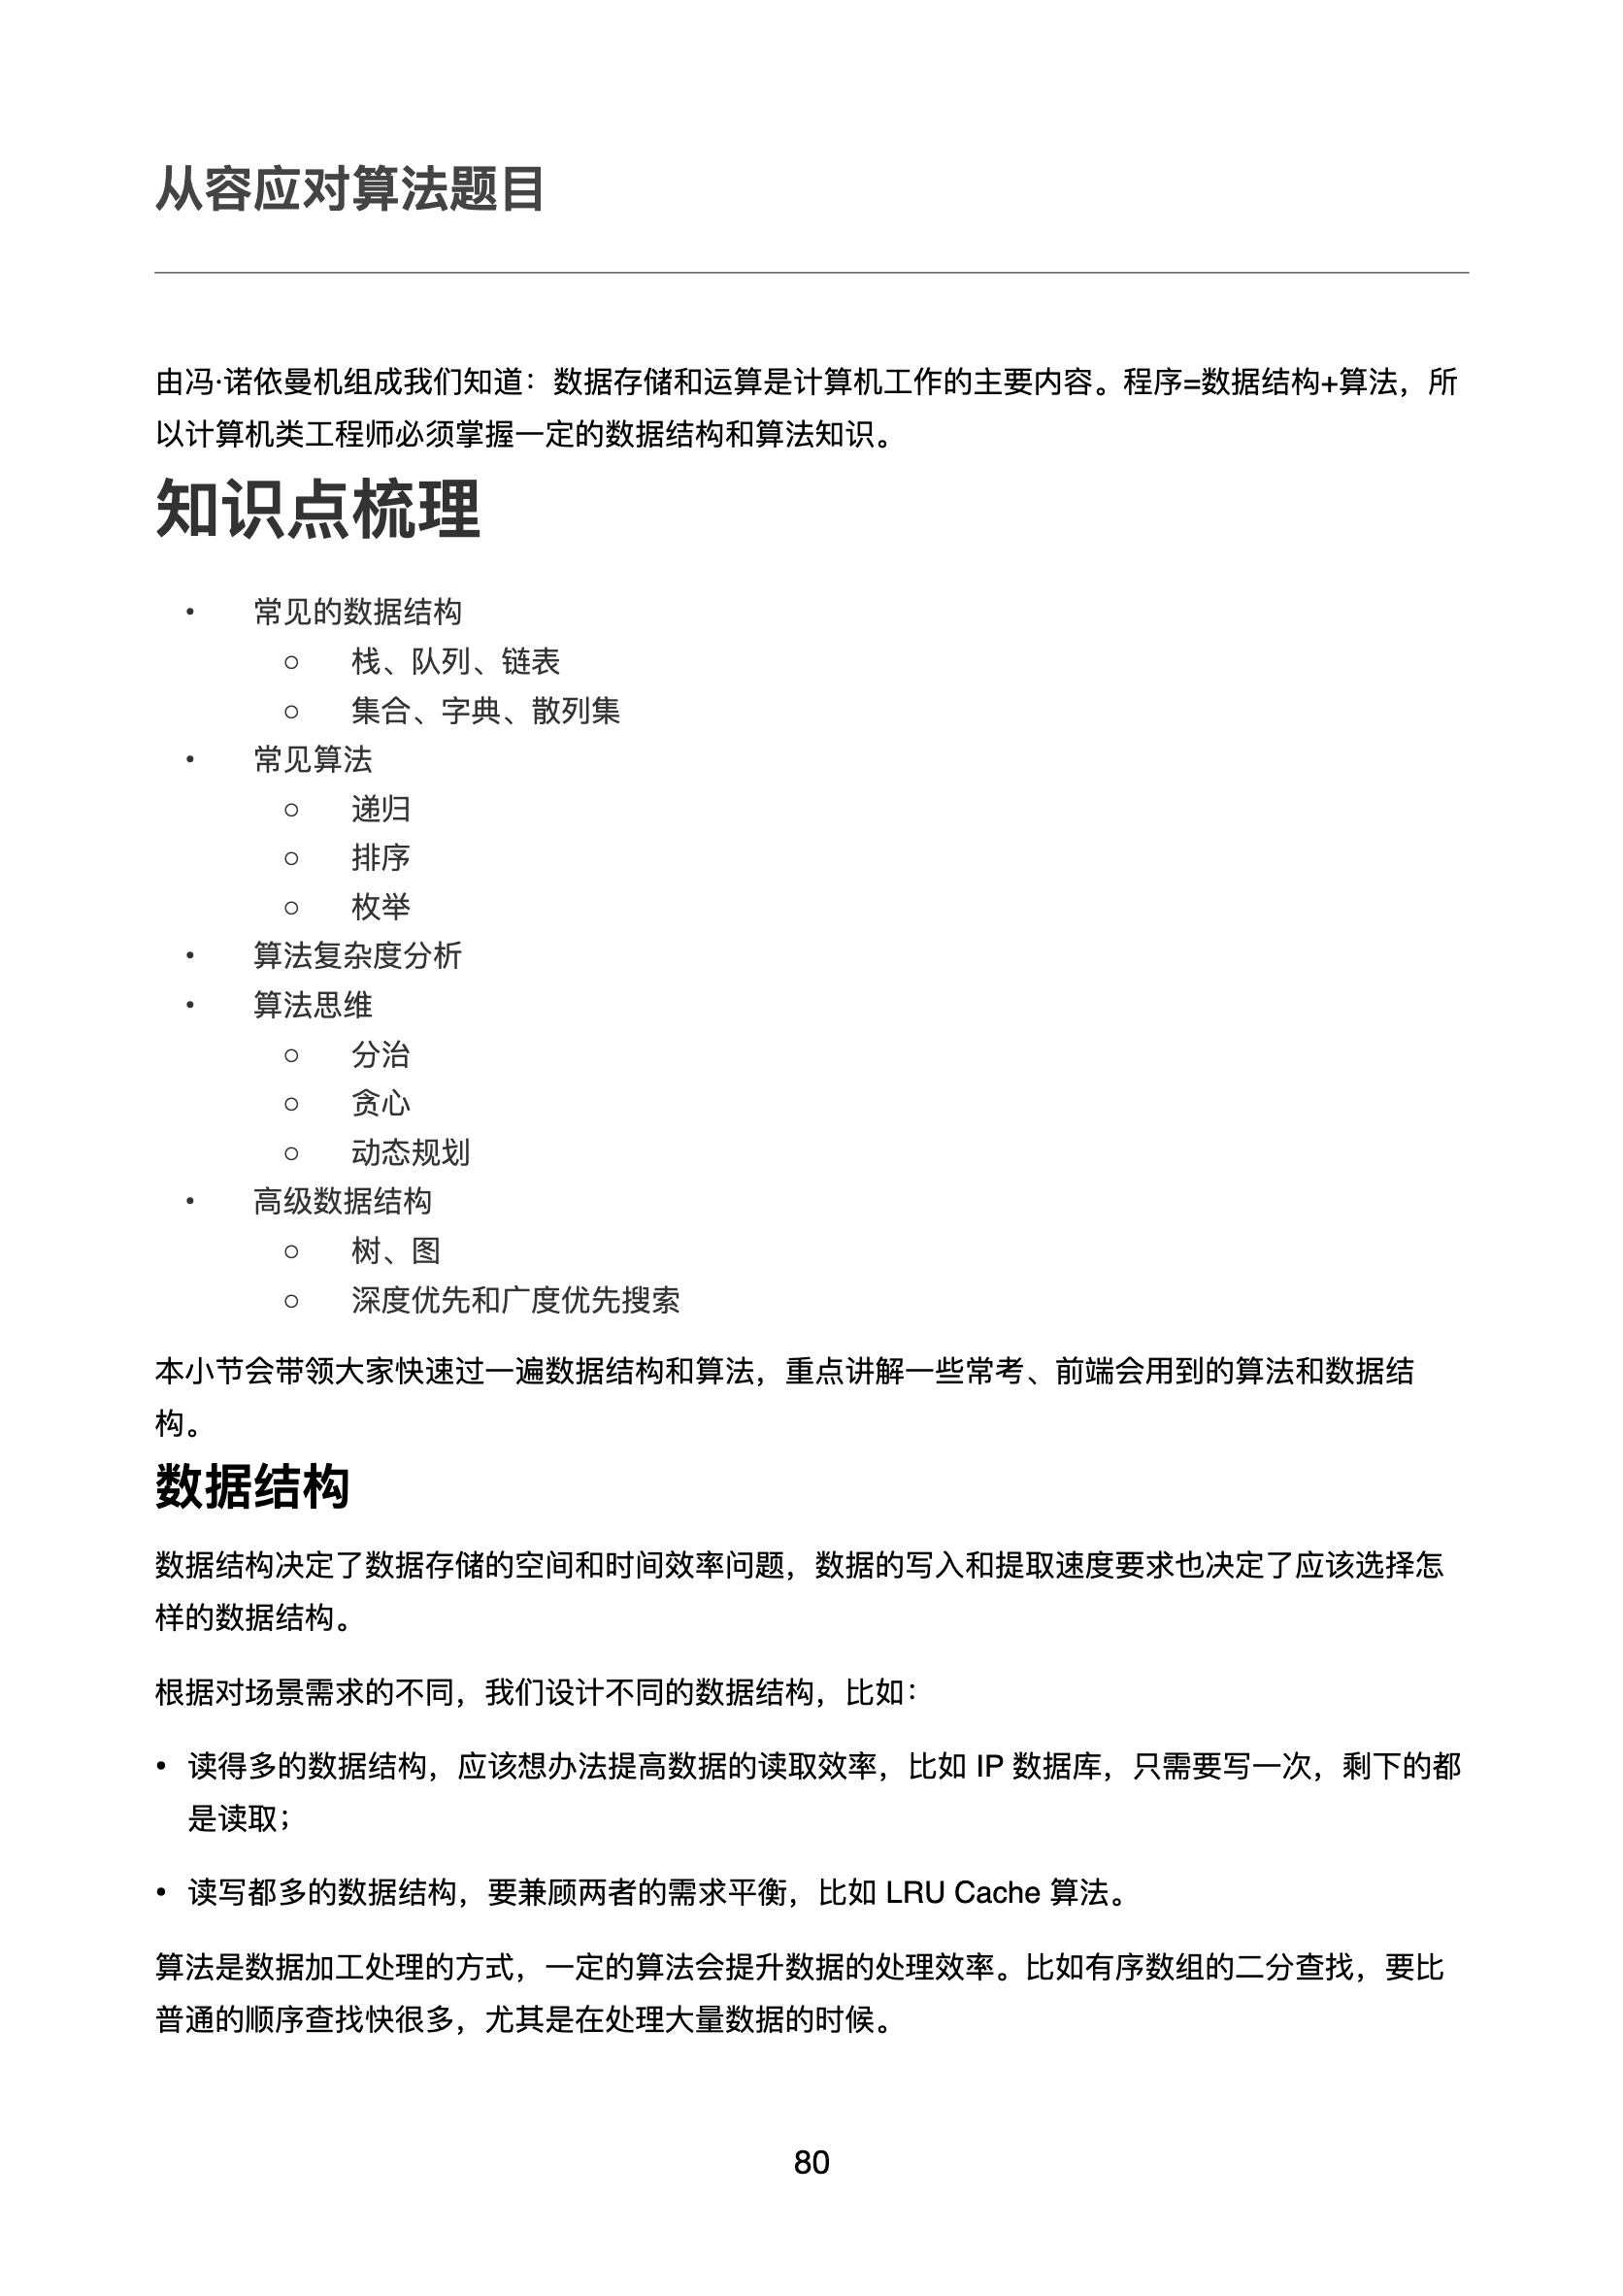 从容应对算法题目
由冯·诺依曼机组成我们知道：数据存储和运算是计算机工作的主要内容。程序=数据结构+算法，所
以计算机类工程师必须掌握一定的数据结构和算法知识。
知识点梳理
• 常见的数据结构
○ 栈、队列、链表
○ 集合、字典、散列集
• 常见算法
○ 递归
○ 排序
○ 枚举
• 算法复杂度分析
• 算法思维
○ 分治
○ 贪心
○ 动态规划
• 高级数据结构
○ 树、图
○ 深度优先和广度优先搜索
本小节会带领大家快速过一遍数据结构和算法，重点讲解一些常考、前端会用到的算法和数据结
构。
数据结构
数据结构决定了数据存储的空间和时间效率问题，数据的写入和提取速度要求也决定了应该选择怎
样的数据结构。
根据对场景需求的不同，我们设计不同的数据结构，比如：
• 读得多的数据结构，应该想办法提高数据的读取效率，比如 IP 数据库，只需要写一次，剩下的都
是读取；
• 读写都多的数据结构，要兼顾两者的需求平衡，比如 LRU Cache 算法。
算法是数据加工处理的方式，一定的算法会提升数据的处理效率。比如有序数组的二分查找，要比
普通的顺序查找快很多，尤其是在处理大量数据的时候。
80